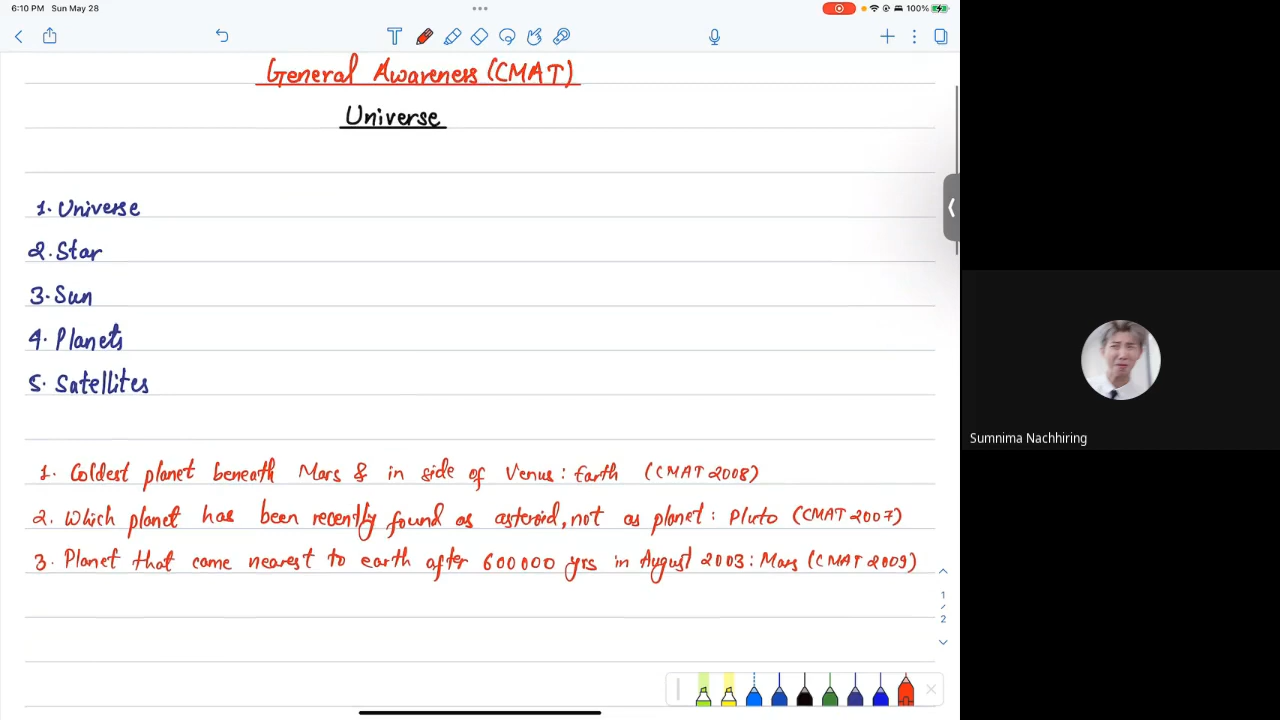 6:10 PM Sun May 28
100%
General Awareness (CMAT)
Universe
1. Universe
2. Star
3. Sun
4. Planets
5. Satellites
1. Coldest planet beneath Mars & in side of Venus : Earth (CMAT 2008)
2. Which planet has been recently found as asteroid, not as planet : Pluto (CMAT 2007)
3. Planet that came nearest to earth after 600000 yrs in August 2003 : Mars (CMAT 2009)
1
/
2
Sumnima Nachhiring